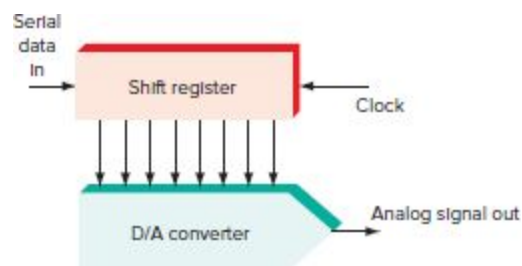 Serial
data
in
Shift register
Clock
Analog signal out
D/A converter